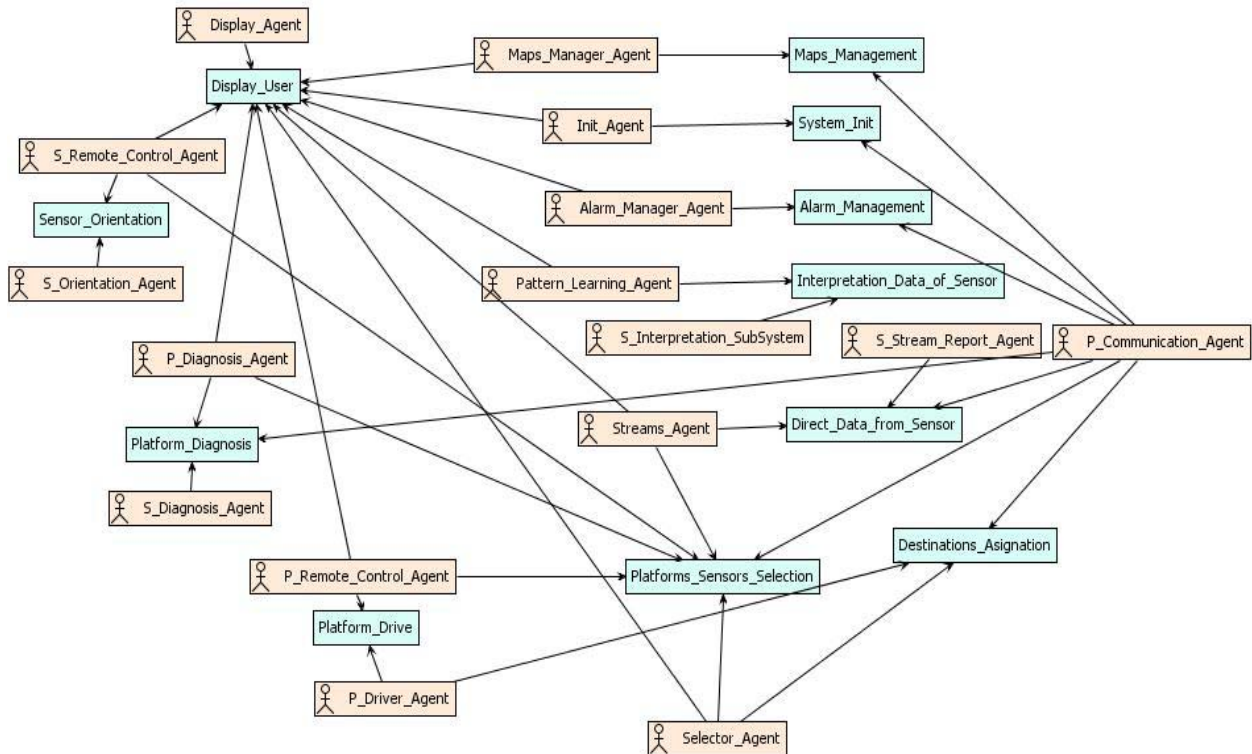 Display_Agent
Maps_Manager_Agent
Maps_Management
Display_User
Init_Agent
System_Init
S_Remote_Control_Agent
Alarm_Manager_Agent
Alarm_Management
Sensor_Orientation
S_Orientation_Agent
Pattern_Learning_Agent
Interpretation_Data_of_Sensor
S_Interpretation_SubSystem
S_Stream_Report_Agent
P_Communication_Agent
P_Diagnosis_Agent
Streams_Agent
Direct_Data_from_Sensor
Platform_Diagnosis
S_Diagnosis_Agent
Destinations_Asignation
P_Remote_Control_Agent
Platforms_Sensors_Selection
Platform_Drive
P_Driver_Agent
Selector_Agent